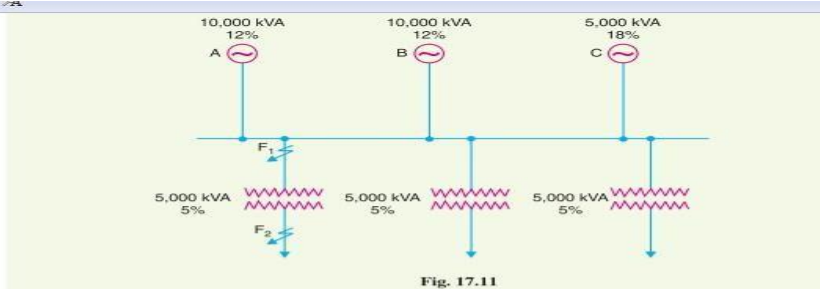 10,000 kVA 10,000 kVA 5,000 kVA
12% 12% 18%
A B C
F1
5,000 kVA 5,000 kVA 5,000 kVA
5% 5% 5%
F2
Fig. 17.11